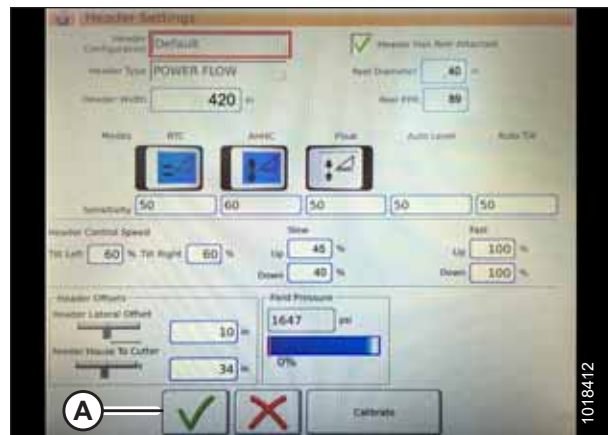 Header Settings
Header Configuration Default
Header Has Reel Attached
Header Type POWER FLOW
Reel Diameter 40 in
Header Width 420 in
Reel PPR 89
Modes RTC AHHC Float Auto Level Auto Tilt
Sensitivity 50 60 50 50 50
Header Control Speed
Slow Fast
Tilt Left 60 % Tilt Right 60 % Up 46 % Up 100 %
Down 40 % Down 100 %
Header Offsets Field Pressure
Header Lateral Offset
10 in 1647 psi
Feeder House To Cutter
34 in 0%
A
Calibrate
1018412